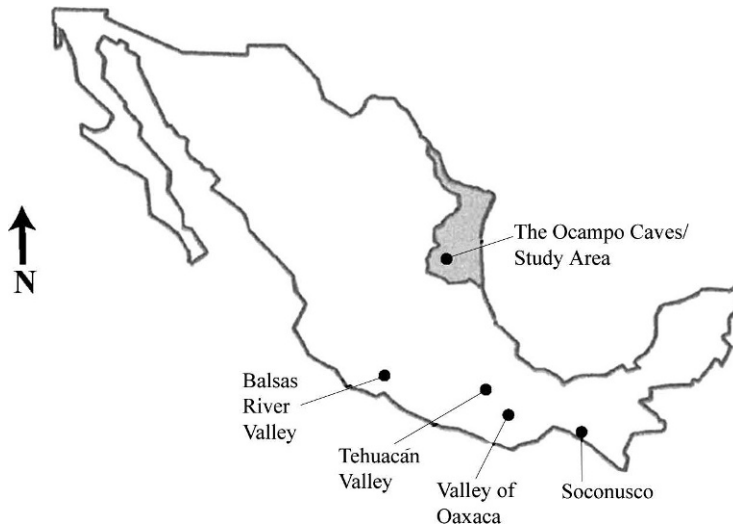 The Ocampo Caves/
Study Area
N
Balsas
River
Valley
Tehuacán
Valley
Valley of
Oaxaca
Soconusco